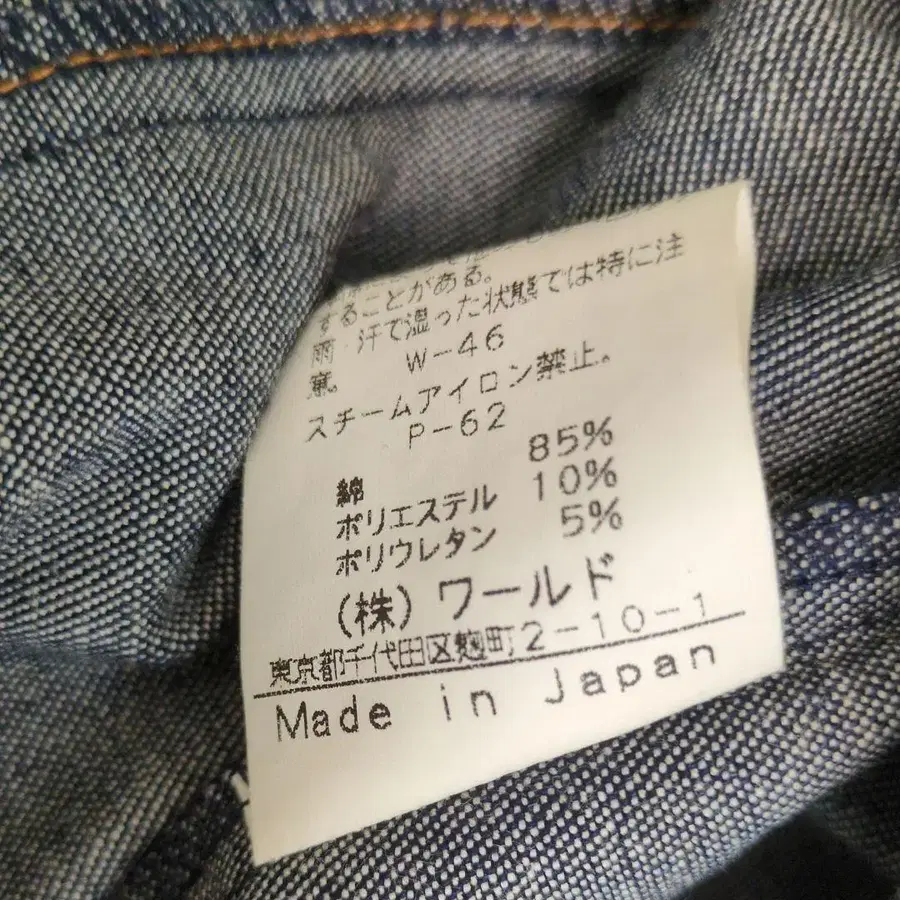 することがある。
雨・汗で湿った状態では特に注
意。 W-46
スチームアイロン禁止。
P-62
綿 85%
ポリエステル 10%
ポリウレタン 5%
(株)ワールド
東京都千代田区麹町2-10-1
Made in Japan